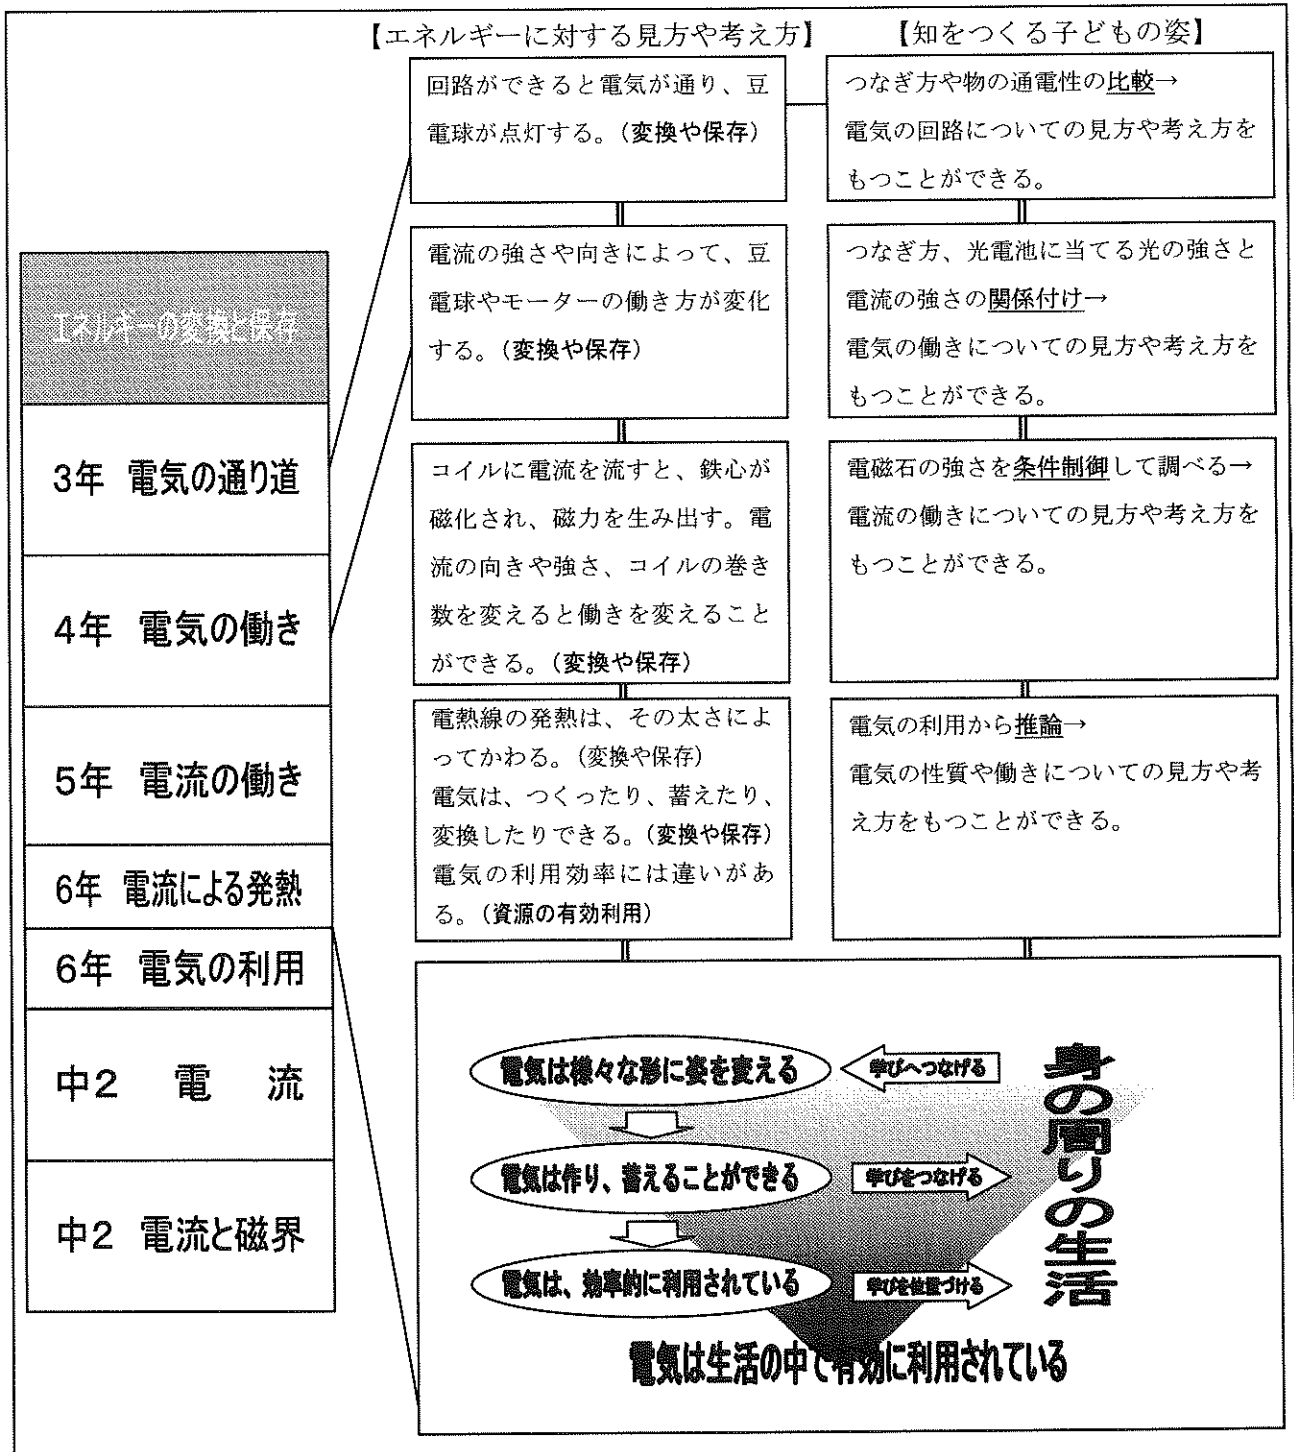 【エネルギーに対する見方や考え方】
【知をつくる子どもの姿】
エネルギーの変換と保存
3年 電気の通り道
4年 電気の働き
5年 電流の働き
6年 電流による発熱
6年 電気の利用
中2 電 流
中2 電流と磁界
回路ができると電気が通り、豆
電球が点灯する。(変換や保存)
つなぎ方や物の通電性の比較→
電気の回路についての見方や考え方を
もつことができる。
電流の強さや向きによって、豆
電球やモーターの働き方が変化
する。(変換や保存)
つなぎ方、光電池に当てる光の強さと
電流の強さの関係付け→
電気の働きについての見方や考え方を
もつことができる。
コイルに電流を流すと、鉄心が
磁化され、磁力を生み出す。電
流の向きや強さ、コイルの巻き
数を変えると働きを変えること
ができる。(変換や保存)
電磁石の強さを条件制御して調べる→
電流の働きについての見方や考え方を
もつことができる。
電熱線の発熱は、その太さによ
ってかわる。(変換や保存)
電気は、つくったり、蓄えたり、
変換したりできる。(変換や保存)
電気の利用効率には違いがあ
る。(資源の有効利用)
電気の利用から推論→
電気の性質や働きについての見方や考
え方をもつことができる。
電気は様々な形に姿を変える
学びへつなげる
電気は作り、蓄えることができる
学びをつなげる
電気は、効率的に利用されている
学びを位置づける
身の周りの生活
電気は生活の中で有効に利用されている